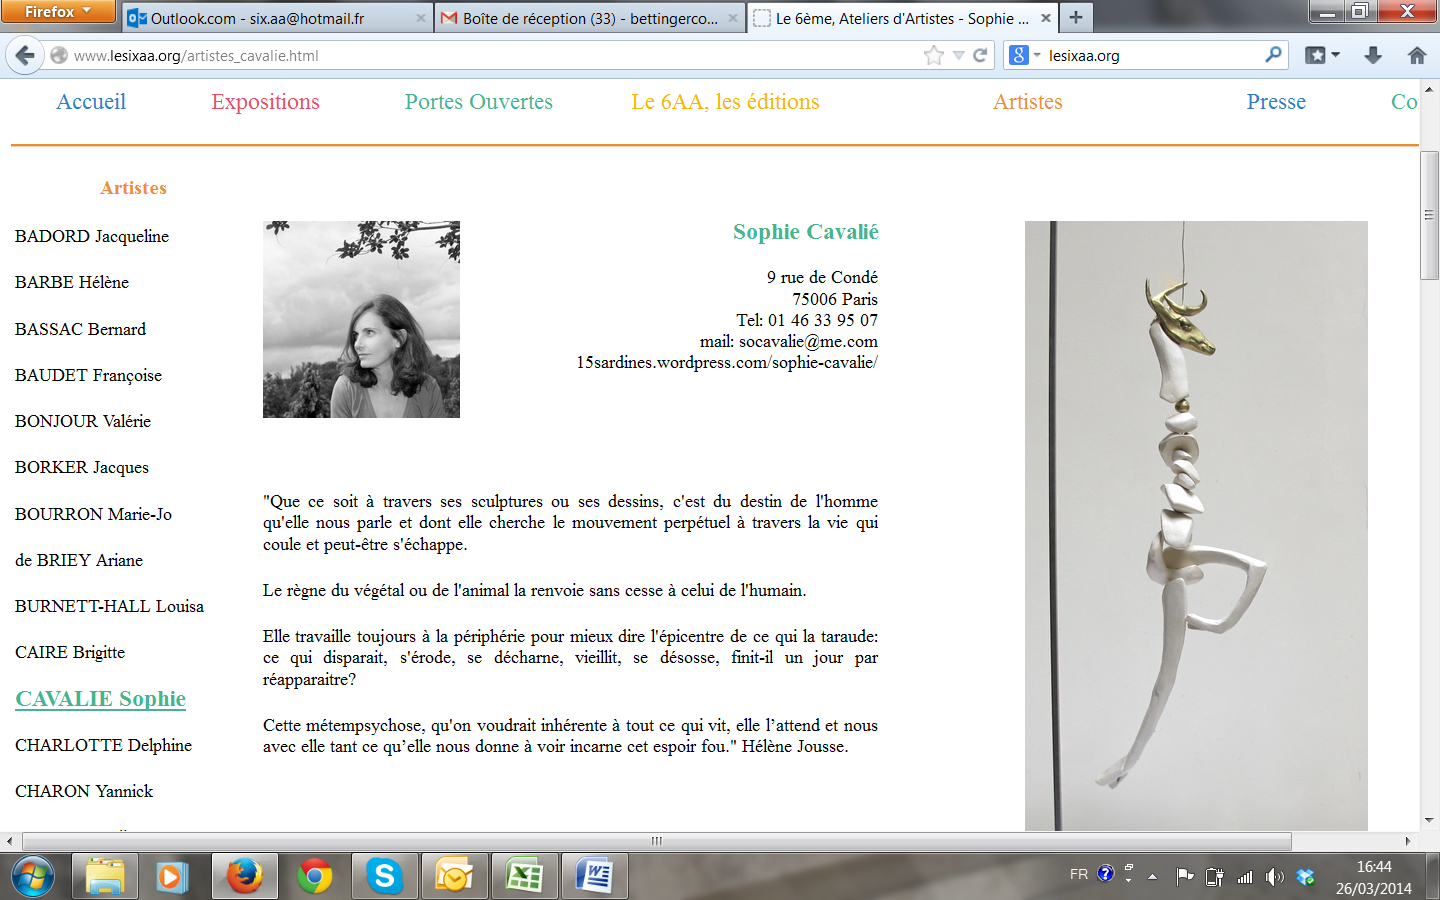 Firefox
Outlook.com - six.aa@hotmail.fr
Boîte de réception (33) - bettingerco...
Le 6ème, Ateliers d'Artistes - Sophie ...
www.lesixaa.org/artistes_cavalie.html
lesixaa.org
Accueil
Expositions
Portes Ouvertes
Le 6AA, les éditions
Artistes
Presse
Co
Artistes
BADORD Jacqueline
BARBE Hélène
BASSAC Bernard
BAUDET Françoise
BONJOUR Valérie
BORKER Jacques
BOURRON Marie-Jo
de BRIEY Ariane
BURNETT-HALL Louisa
CAIRE Brigitte
CAVALIE Sophie
CHARLOTTE Delphine
CHARON Yannick
Sophie Cavalié
9 rue de Condé
75006 Paris
Tel: 01 46 33 95 07
mail: socavalie@me.com
15sardines.wordpress.com/sophie-cavalie/
"Que ce soit à travers ses sculptures ou ses dessins, c'est du destin de l'homme
qu'elle nous parle et dont elle cherche le mouvement perpétuel à travers la vie qui
coule et peut-être s'échappe.
Le règne du végétal ou de l'animal la renvoie sans cesse à celui de l'humain.
Elle travaille toujours à la périphérie pour mieux dire l'épicentre de ce qui la taraude:
ce qui disparait, s'érode, se décharne, vieillit, se désosse, finit-il un jour par
réapparaitre?
Cette métempsychose, qu'on voudrait inhérente à tout ce qui vit, elle l’attend et nous
avec elle tant ce qu’elle nous donne à voir incarne cet espoir fou." Hélène Jousse.
FR
16:44
26/03/2014